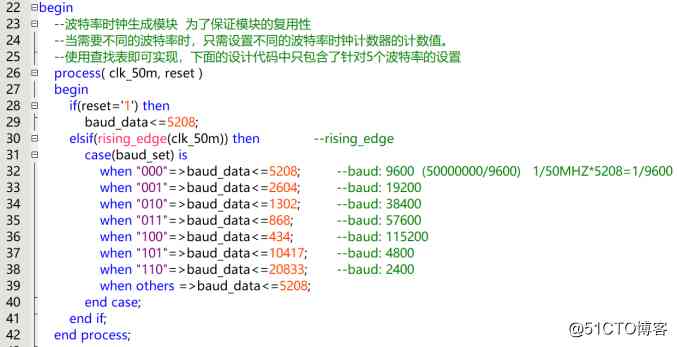 22 begin
23 --波特率时钟生成模块 为了保证模块的复用性
24 --当需要不同的波特率时，只需设置不同的波特率时钟计数器的计数值。
25 --使用查找表即可实现，下面的设计代码中只包含了针对5个波特率的设置
26 process( clk_50m, reset )
27 begin
28 if(reset='1') then
29 baud_data<=5208;
30 elsif(rising_edge(clk_50m)) then --rising_edge
31 case(baud_set) is
32 when "000"=>baud_data<=5208; --baud: 9600 (50000000/9600) 1/50MHZ*5208=1/9600
33 when "001"=>baud_data<=2604; --baud: 19200
34 when "010"=>baud_data<=1302; --baud: 38400
35 when "011"=>baud_data<=868; --baud: 57600
36 when "100"=>baud_data<=434; --baud: 115200
37 when "101"=>baud_data<=10417; --baud: 4800
38 when "110"=>baud_data<=20833; --baud: 2400
39 when others =>baud_data<=5208;
40 end case;
41 end if;
42 end process;
@51CTO博客